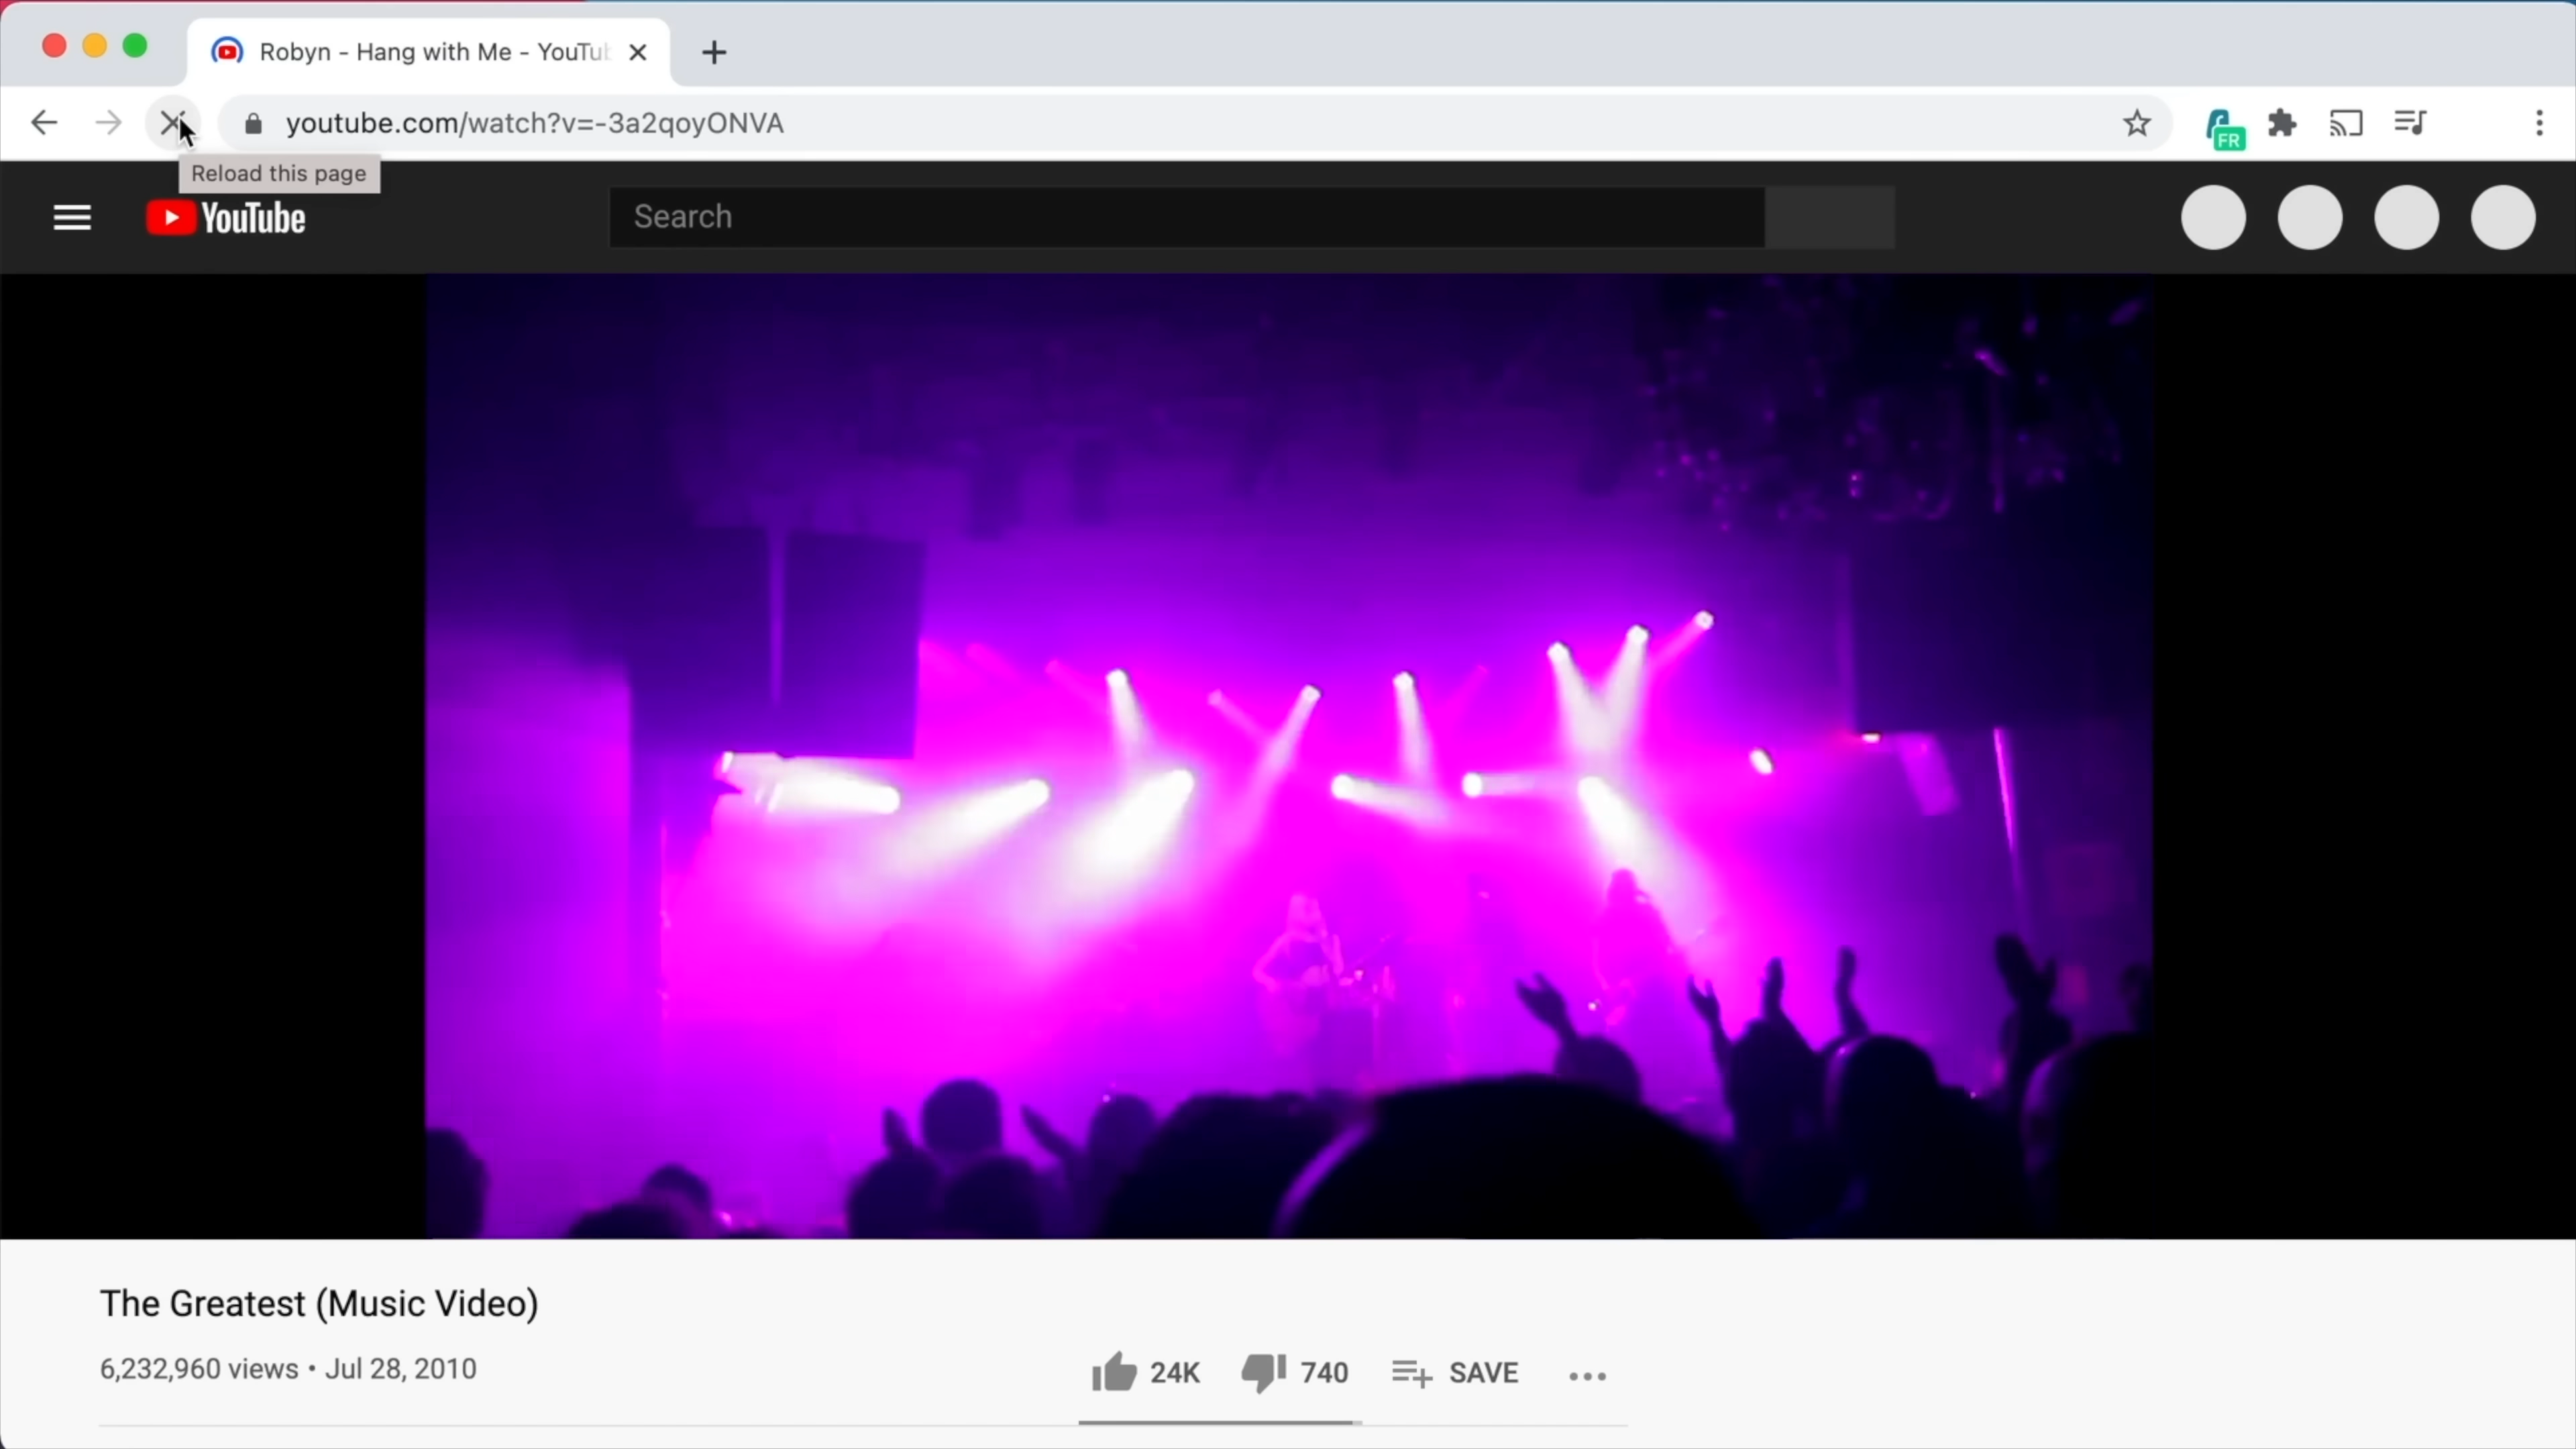 Robyn - Hang with Me - YouTub
youtube.com/watch?v=-3a2qoyONVA
FR
Reload this page
YouTube
Search
The Greatest (Music Video)
6,232,960 views • Jul 28, 2010
24K
740
SAVE